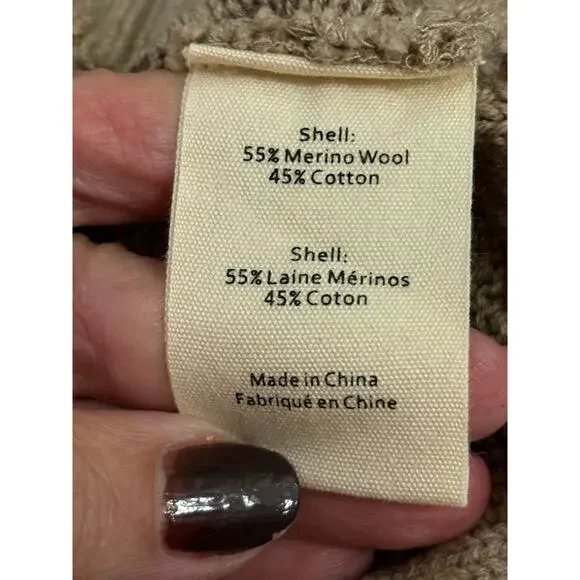 Shell:
55% Merino Wool
45% Cotton
Shell:
55% Laine Mérinos
45% Coton
Made in China
Fabriqué en Chine